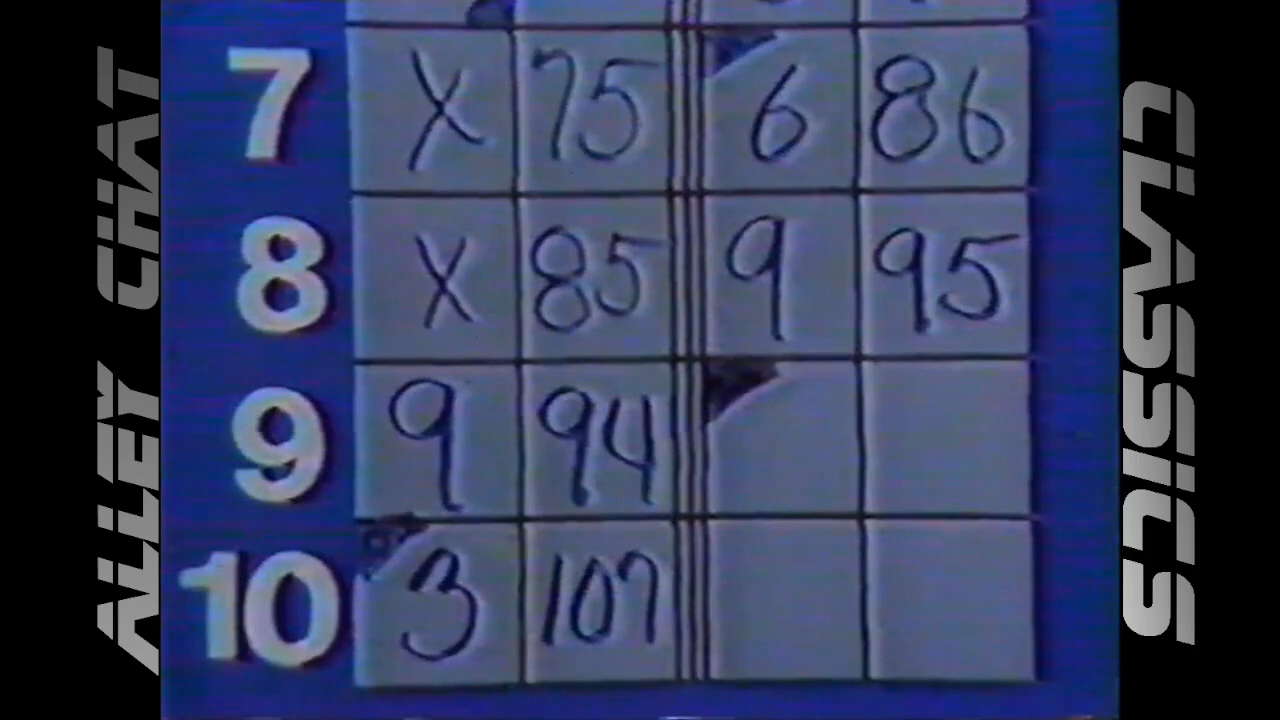 ALLEY CHAT
7 X 75 6 86
8 X 85 9 95
9 9 94
10 3 107
CLASSICS